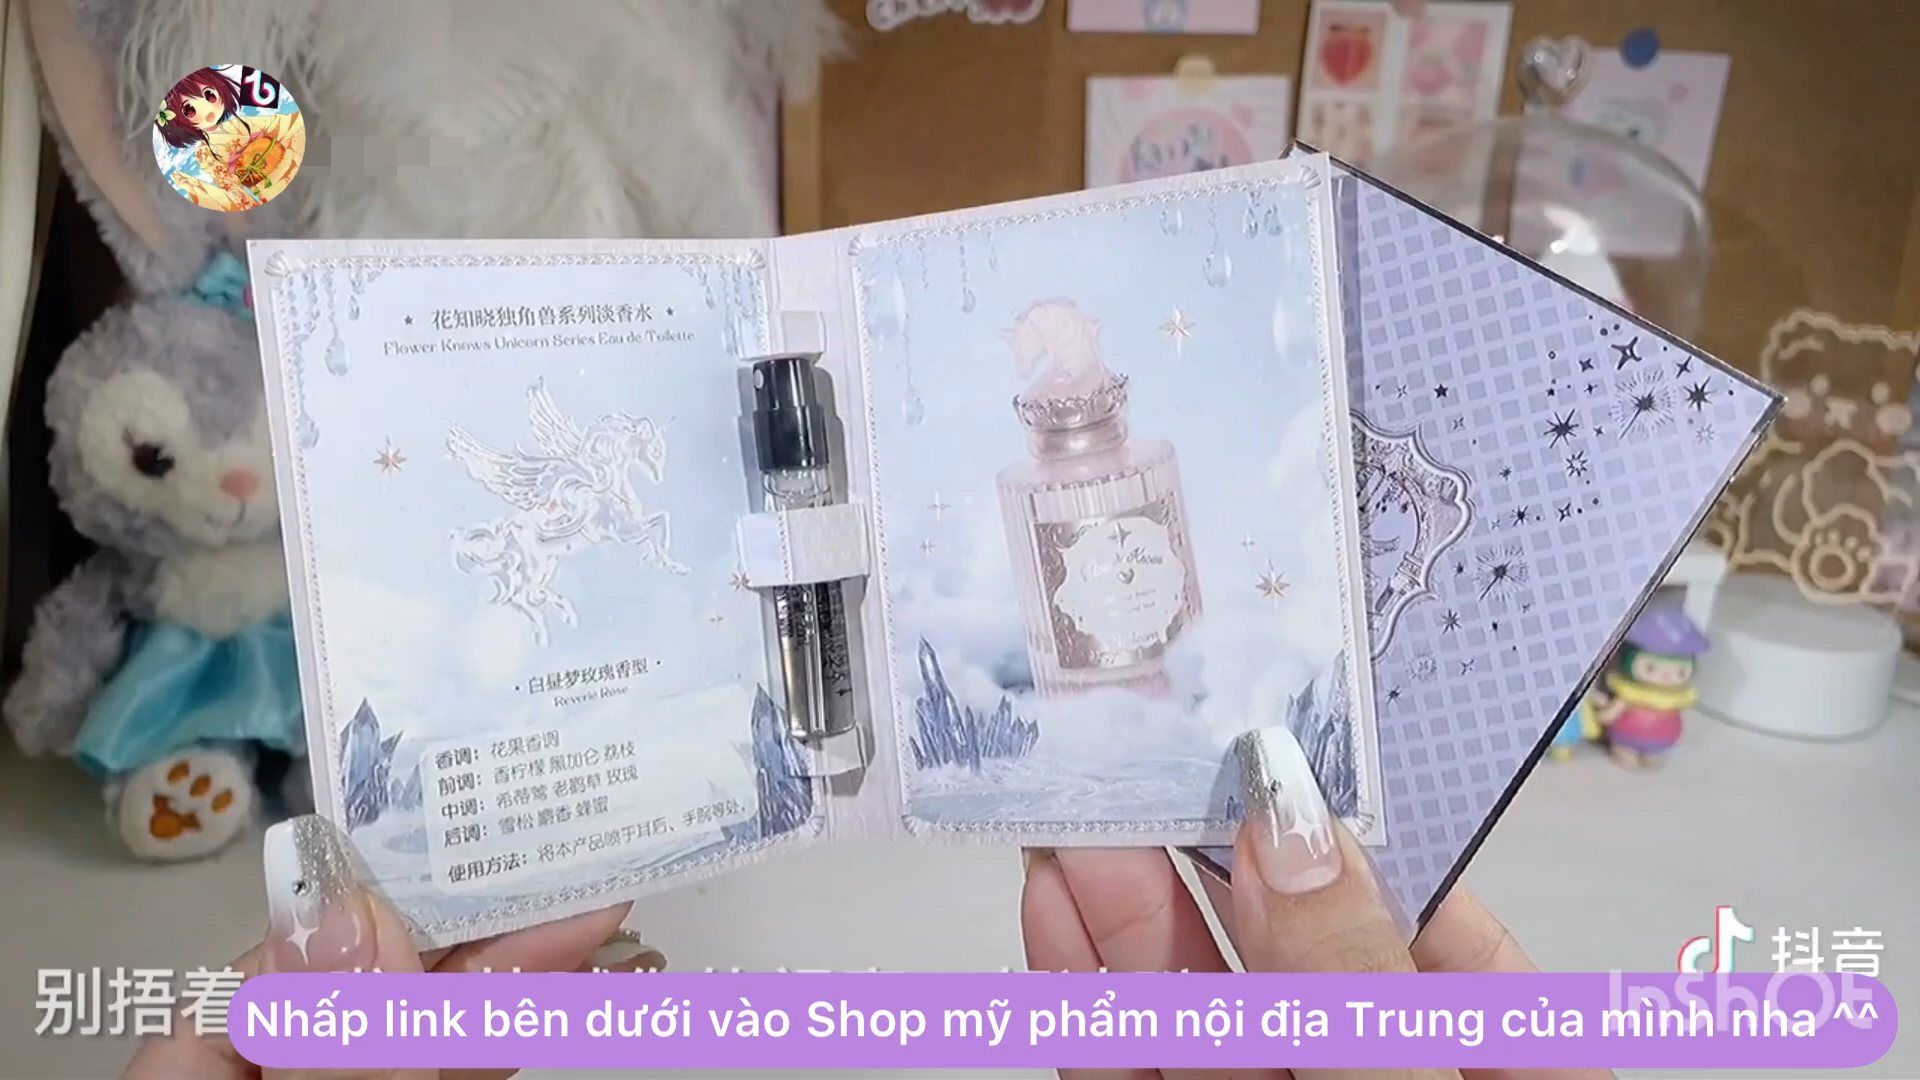 花知晓独角兽系列淡香水
Flower Knows Unicorn Series Eau de Toilette
·白昼梦玫瑰香型·
Reverie Rose
香调：花果香调
前调：香柠檬 黑加仑 荔枝
中调：希蒂莺 老鹳草 玫瑰
后调：雪松 麝香 蜂蜜
使用方法：将本产品喷于耳后、手腕等处。
抖音
InShOt
别捂着
Nhấp link bên dưới vào Shop mỹ phẩm nội địa Trung của mình nha ^^